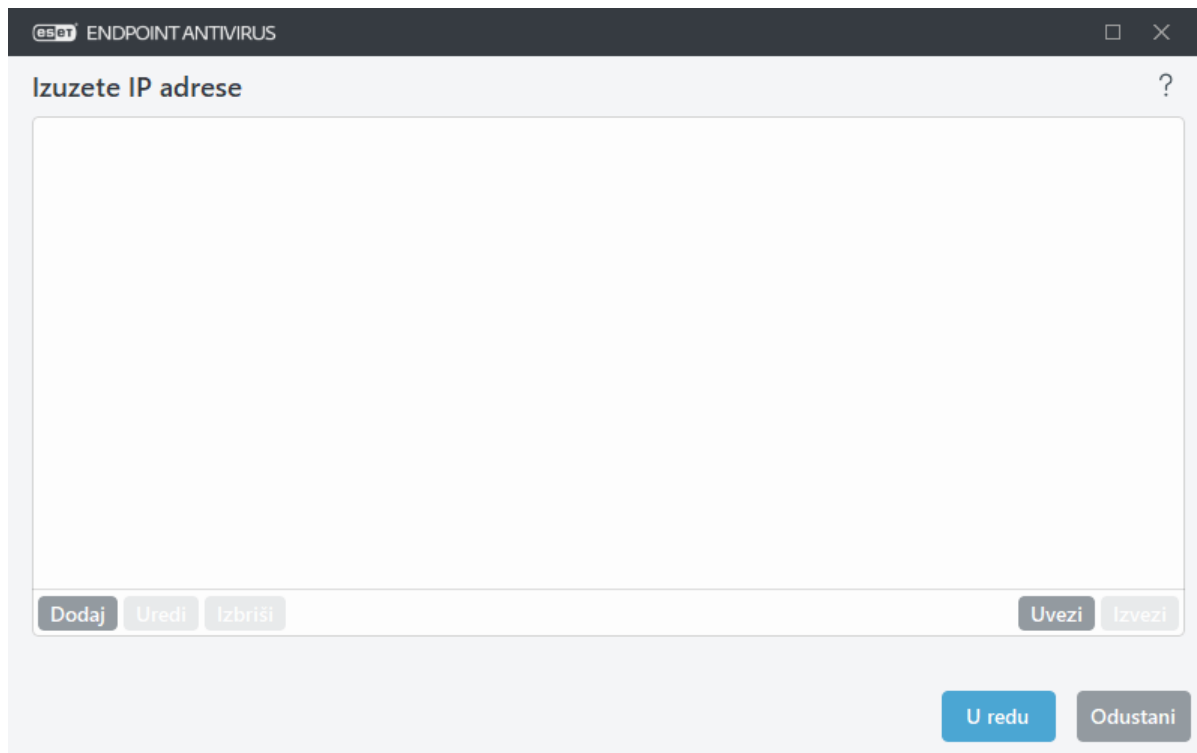 eset ENDPOINT ANTIVIRUS
Izuzete IP adrese ?
Dodaj Uredi Izbriši Uvezi Izvezi
U redu Odustani